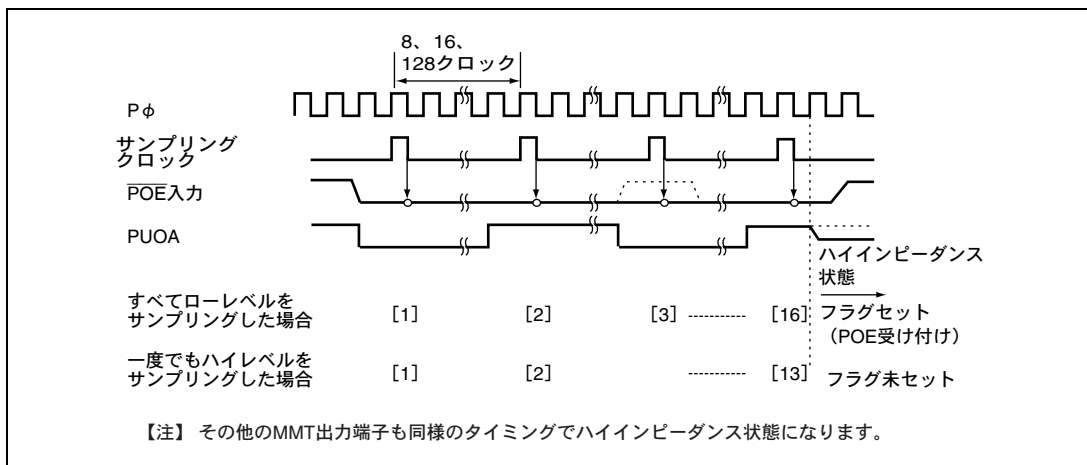 8、16、
128クロック
Pφ
サンプリング
クロック
POE入力
PUOA
ハイインピーダンス
状態
すべてローレベルを
サンプリングした場合
[1]
[2]
[3]
[16]
フラグセット
（POE受け付け）
一度でもハイレベルを
サンプリングした場合
[1]
[2]
[13]
フラグ未セット
【注】 その他のMMT出力端子も同様のタイミングでハイインピーダンス状態になります。